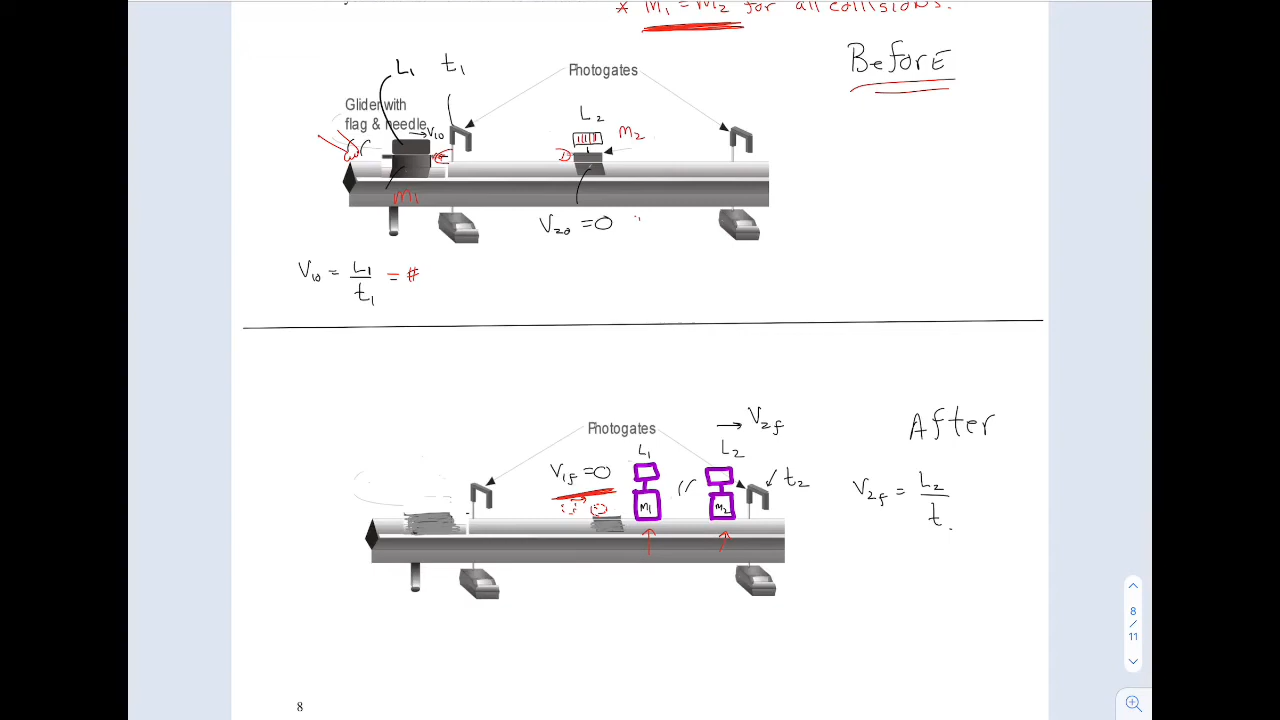 * M1 = M2 for all collisions.
BeforE
L1 t1
Photogates
Glider with
flag & needle
V10
L2
M2
M1
V20 = 0
V10 = L1 / t1 = #
After
Photogates
V2f
L1 L2
V1f = 0
t2
V2f = L2 / t
M1 M2
8
/
11
8